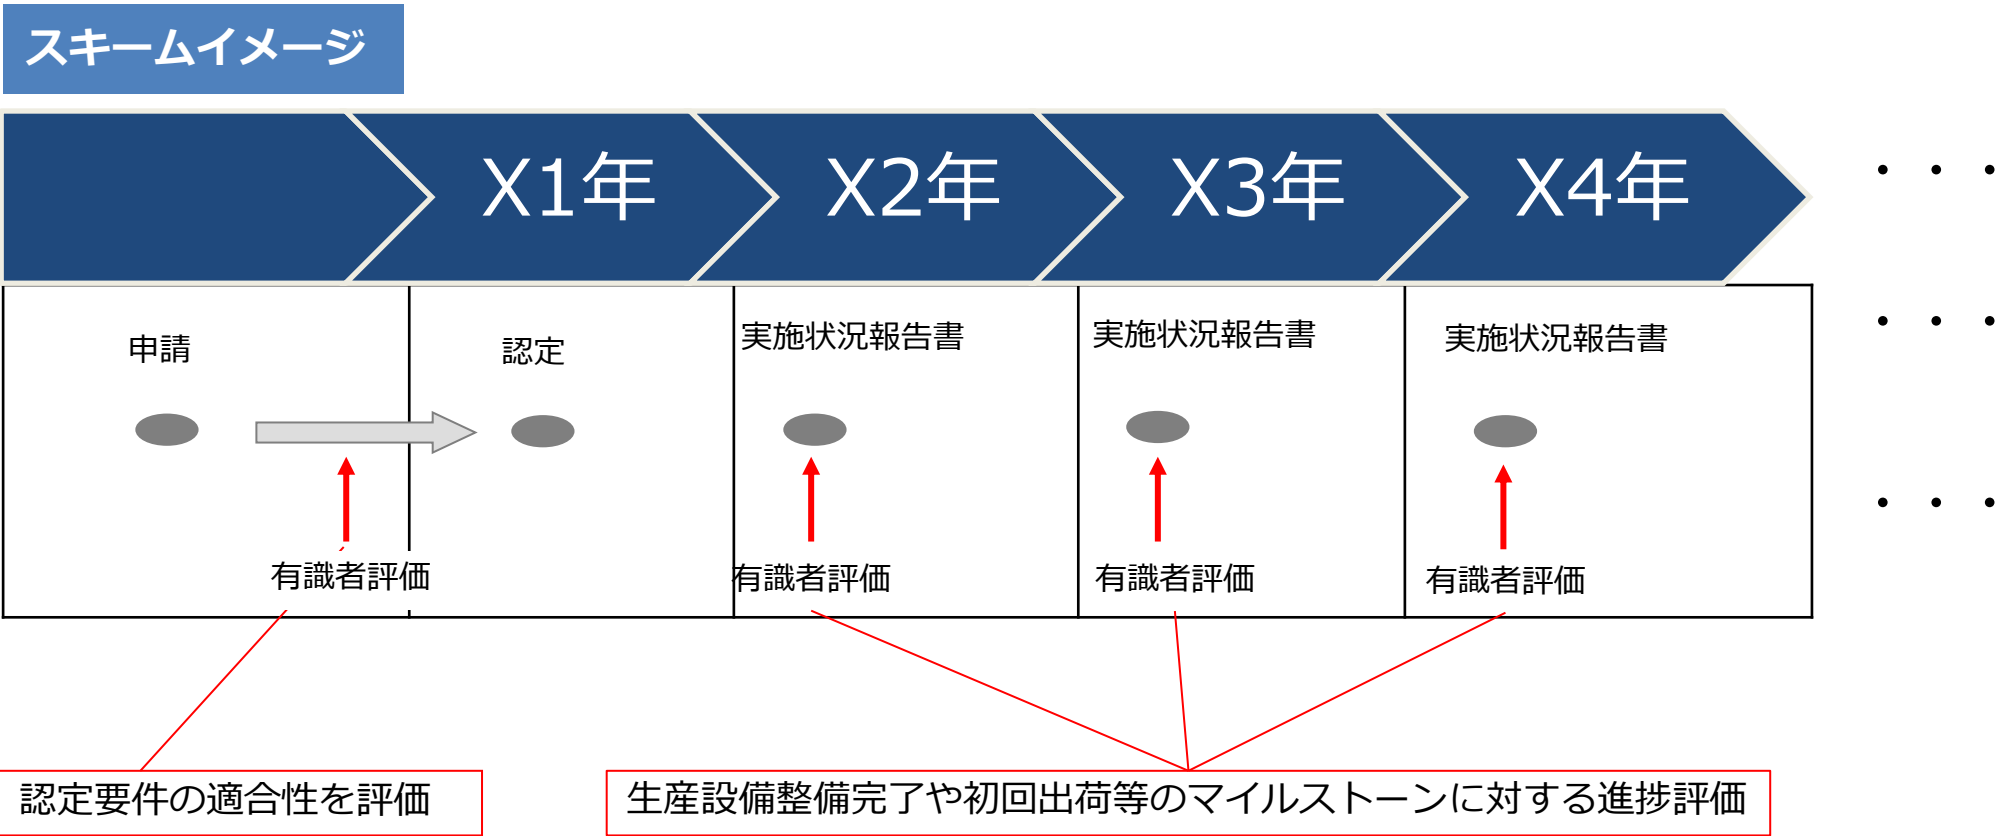 スキームイメージ
X1年
X2年
X3年
X4年
・・・
申請
認定
実施状況報告書
実施状況報告書
実施状況報告書
・・・
・・・
有識者評価
有識者評価
有識者評価
有識者評価
認定要件の適合性を評価
生産設備整備完了や初回出荷等のマイルストーンに対する進捗評価